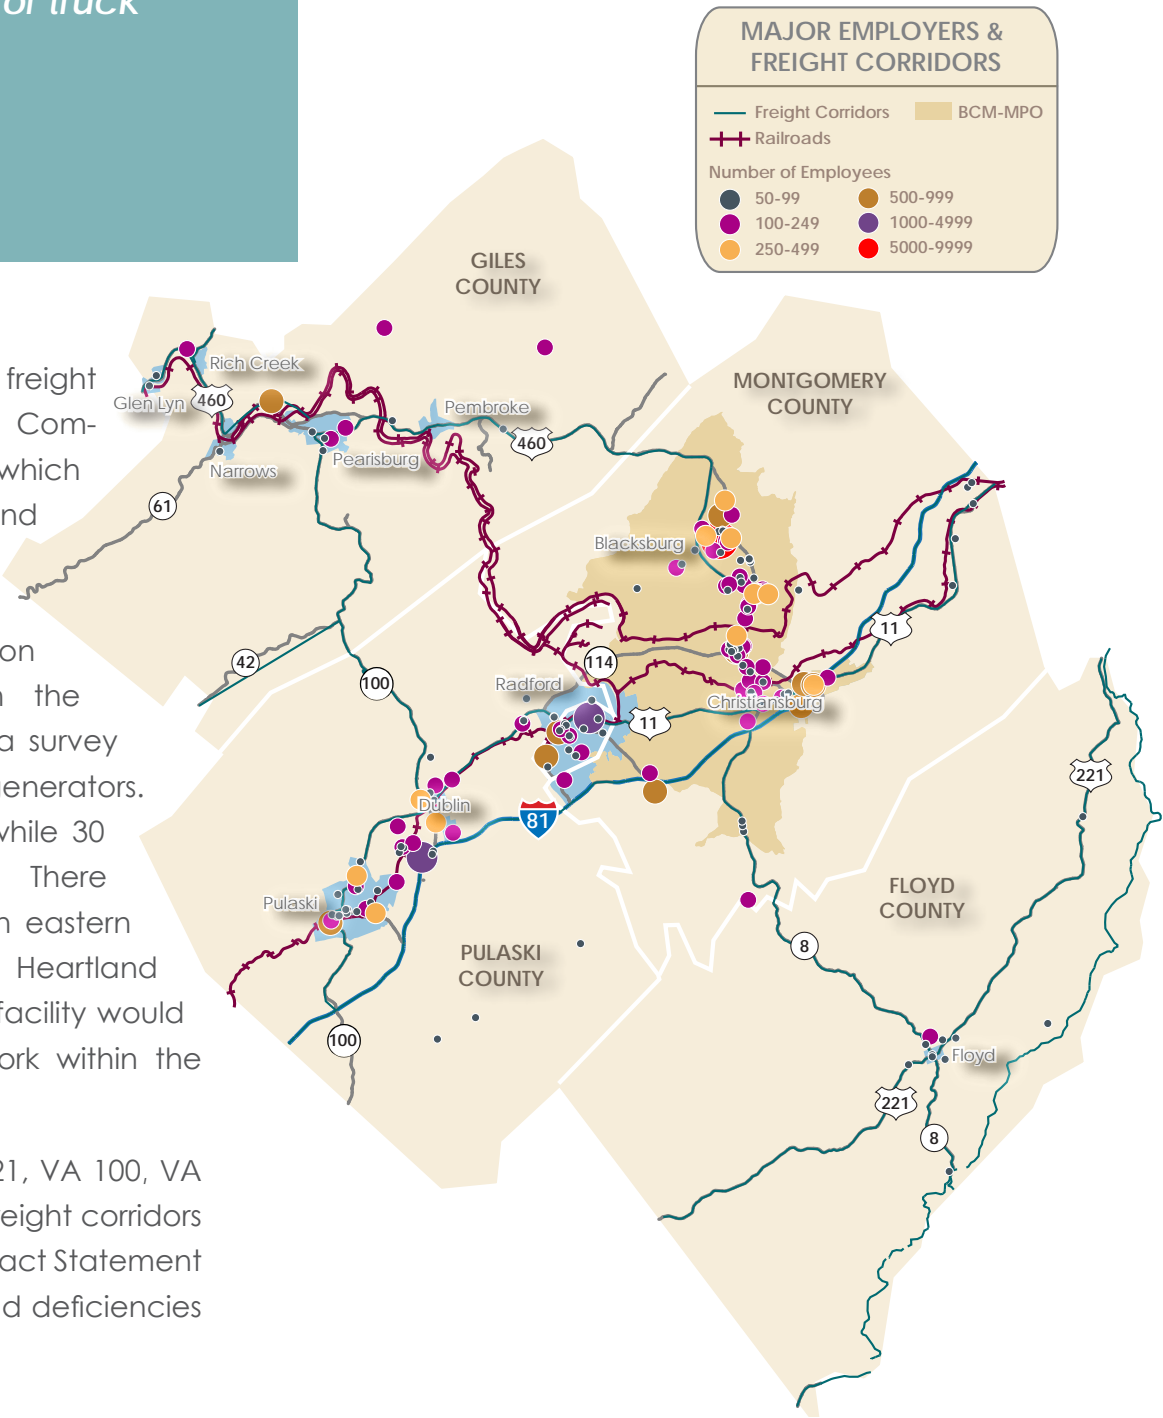 or truck
MAJOR EMPLOYERS &
FREIGHT CORRIDORS
Freight Corridors
BCM-MPO
Railroads
Number of Employees
50-99
500-999
100-249
1000-4999
250-499
5000-9999
GILES
COUNTY
MONTGOMERY
COUNTY
Rich Creek
Glen Lyn
460
Narrows
Pearisburg
Pembroke
460
61
Blacksburg
11
42
100
114
Radford
11
Christiansburg
Dublin
81
221
Pulaski
PULASKI
COUNTY
FLOYD
COUNTY
8
100
Floyd
221
8
freight
Com-
which
nd
on
the
a survey
enerators.
while 30
There
n eastern
Heartland
facility would
ork within the
21, VA 100, VA
reight corridors
act Statement
d deficiencies